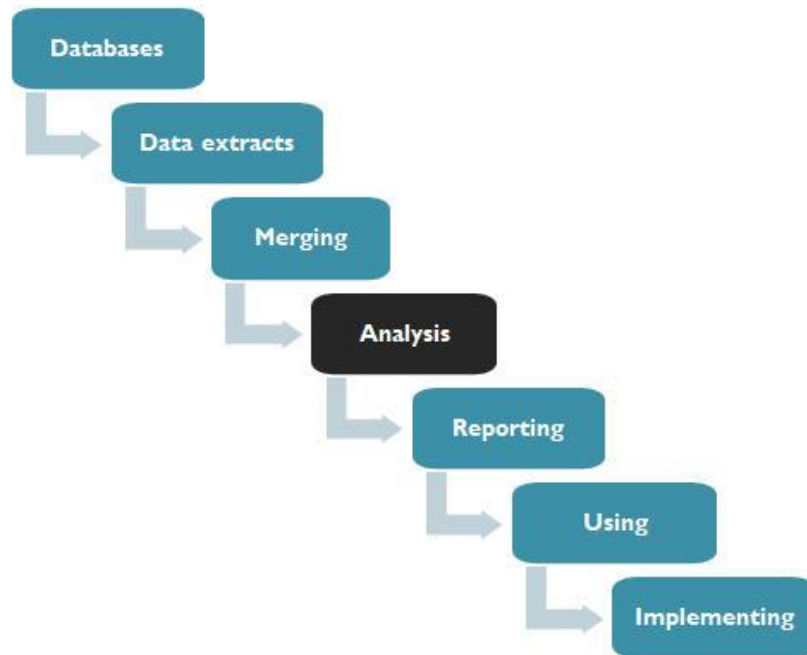 Databases
Data extracts
Merging
Analysis
Reporting
Using
Implementing